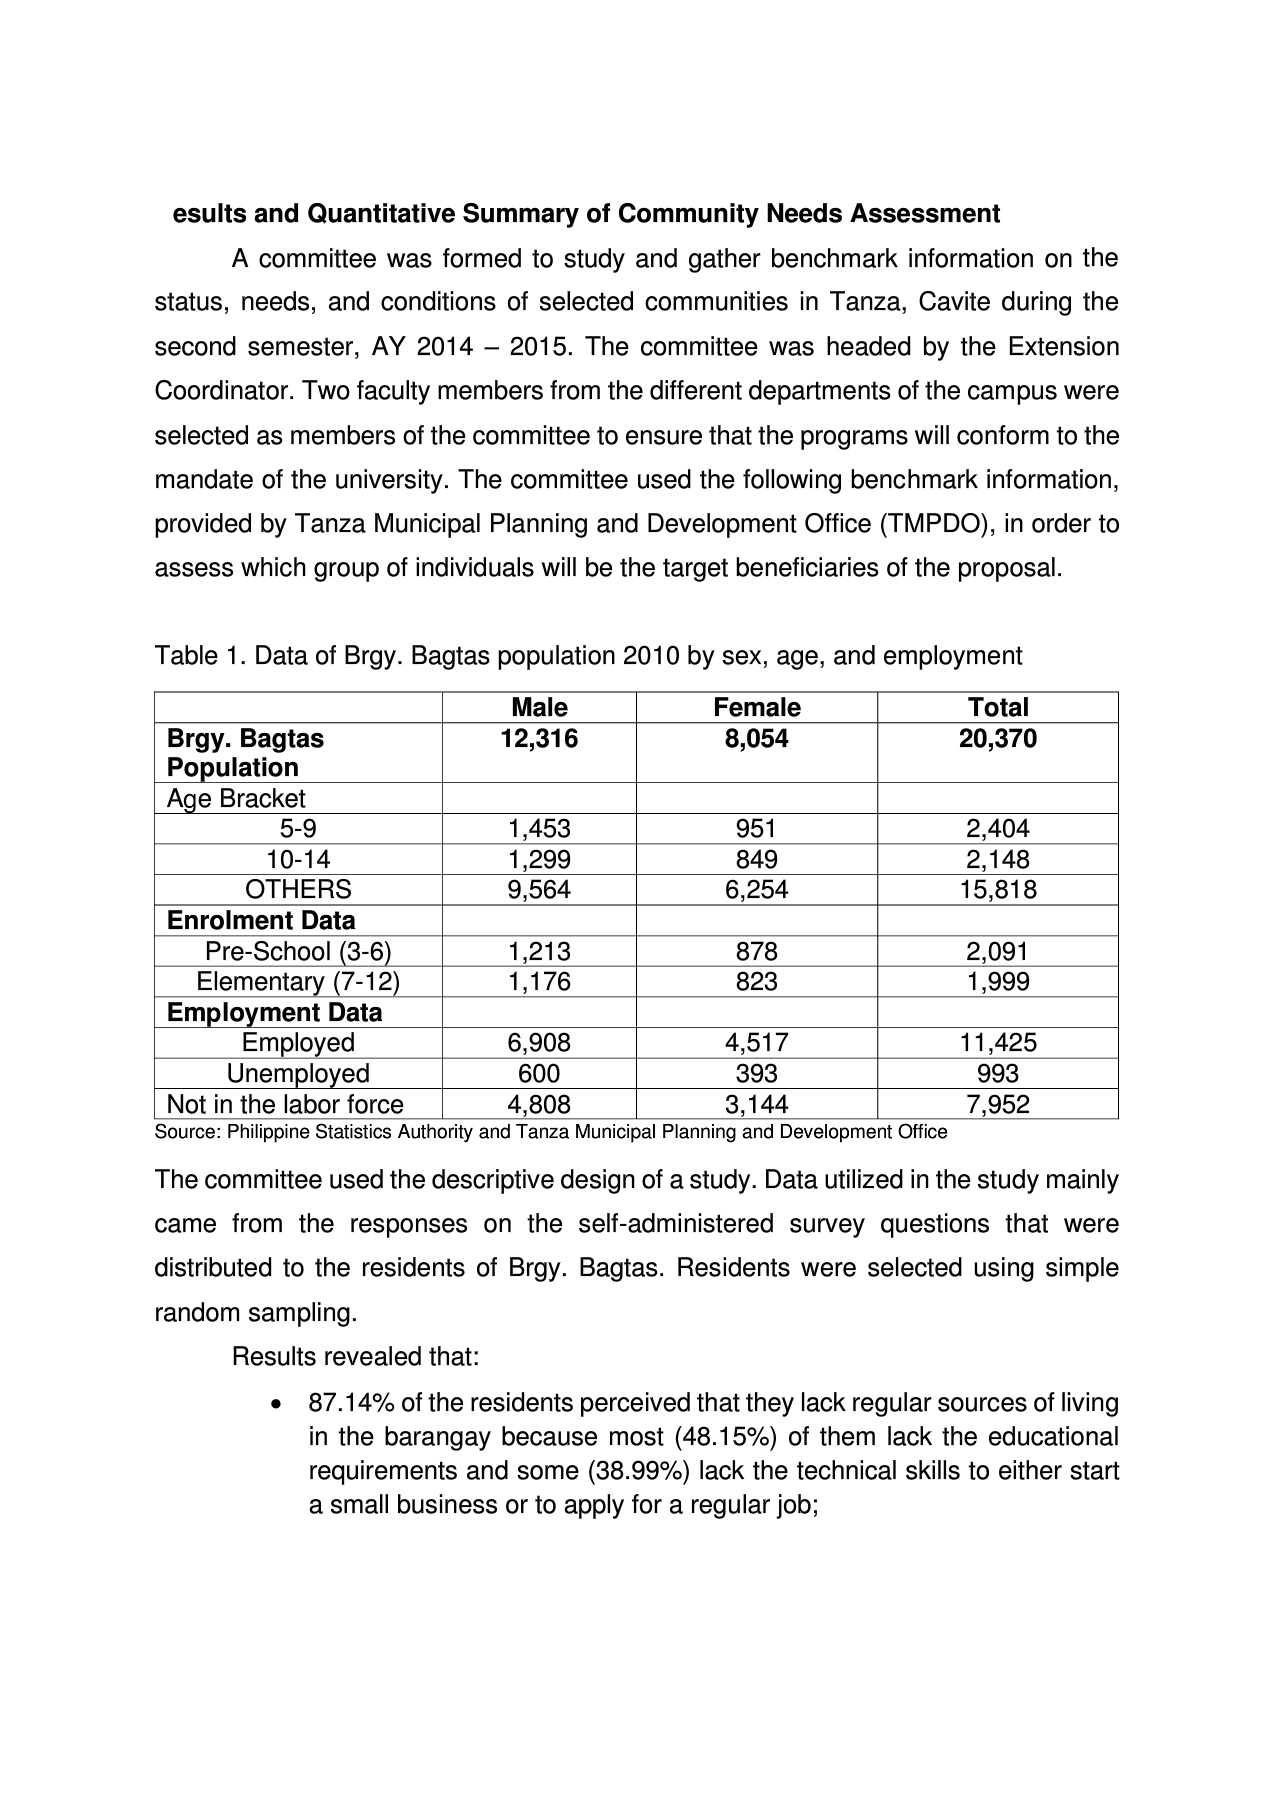 esults and Quantitative Summary of Community Needs Assessment
A committee was formed to study and gather benchmark information on the
status, needs, and conditions of selected communities in Tanza, Cavite during the
second semester, AY 2014 – 2015. The committee was headed by the Extension
Coordinator. Two faculty members from the different departments of the campus were
selected as members of the committee to ensure that the programs will conform to the
mandate of the university. The committee used the following benchmark information,
provided by Tanza Municipal Planning and Development Office (TMPDO), in order to
assess which group of individuals will be the target beneficiaries of the proposal.
Table 1. Data of Brgy. Bagtas population 2010 by sex, age, and employment
Male Female Total
Brgy. Bagtas 12,316 8,054 20,370
Population
Age Bracket
5-9 1,453 951 2,404
10-14 1,299 849 2,148
OTHERS 9,564 6,254 15,818
Enrolment Data
Pre-School (3-6) 1,213 878 2,091
Elementary (7-12) 1,176 823 1,999
Employment Data
Employed 6,908 4,517 11,425
Unemployed 600 393 993
Not in the labor force 4,808 3,144 7,952
Source: Philippine Statistics Authority and Tanza Municipal Planning and Development Office
The committee used the descriptive design of a study. Data utilized in the study mainly
came from the responses on the self-administered survey questions that were
distributed to the residents of Brgy. Bagtas. Residents were selected using simple
random sampling.
Results revealed that:
• 87.14% of the residents perceived that they lack regular sources of living
in the barangay because most (48.15%) of them lack the educational
requirements and some (38.99%) lack the technical skills to either start
a small business or to apply for a regular job;